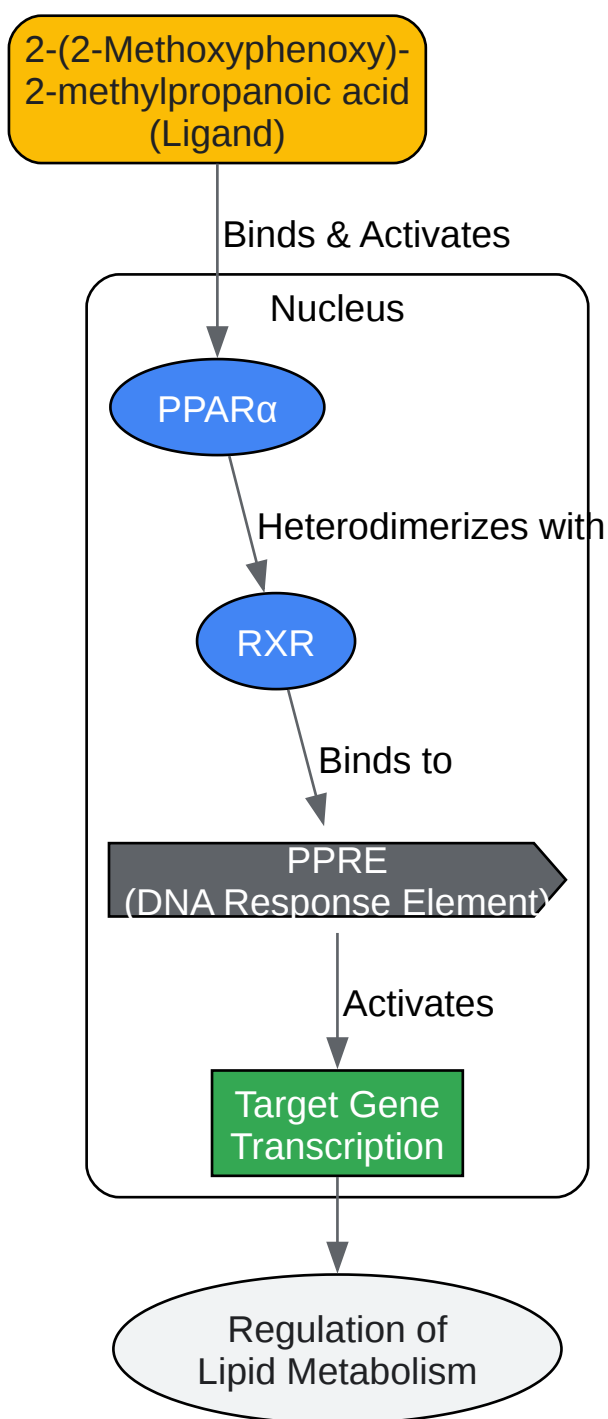 2-(2-Methoxyphenoxy)-
2-methylpropanoic acid
(Ligand)
Binds & Activates
Nucleus
PPARα
Heterodimerizes with
RXR
Binds to
PPRE
(DNA Response Element)
Activates
Target Gene
Transcription
Regulation of
Lipid Metabolism